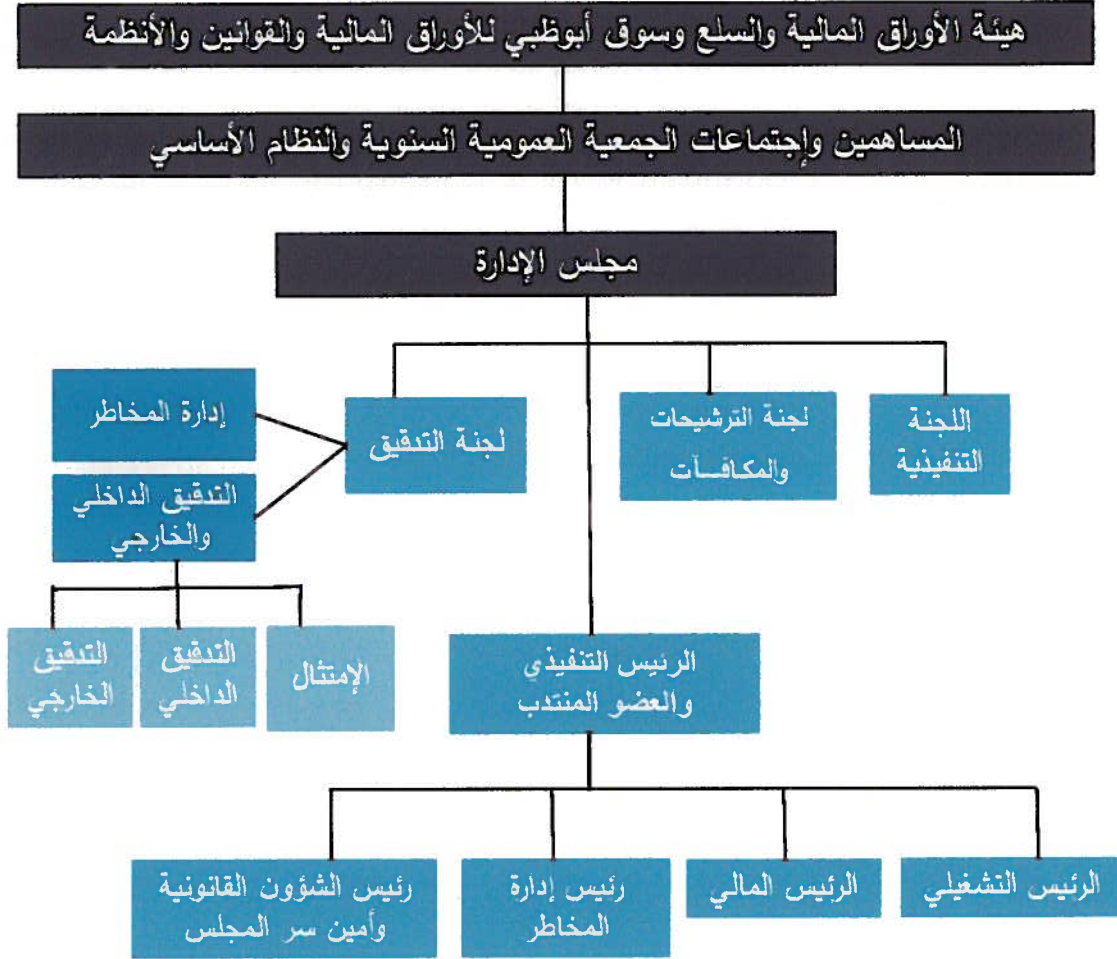 هيئة الأوراق المالية والسلع وسوق أبوظبي للأوراق المالية والقوانين والأنظمة
المساهمين وإجتماعات الجمعية العمومية السنوية والنظام الأساسي
مجلس الإدارة
اللجنة
التنفيذية
لجنة الترشيحات
والمكافـــآت
لجنة التدقيق
إدارة المخاطر
التدقيق الداخلي
والخارجي
الإمتثال
التدقيق
الداخلي
التدقيق
الخارجي
الرئيس التنفيذي
والعضو المنتدب
الرئيس التشغيلي
الرئيس المالي
رئيس إدارة
المخاطر
رئيس الشؤون القانونية
وأمين سر المجلس